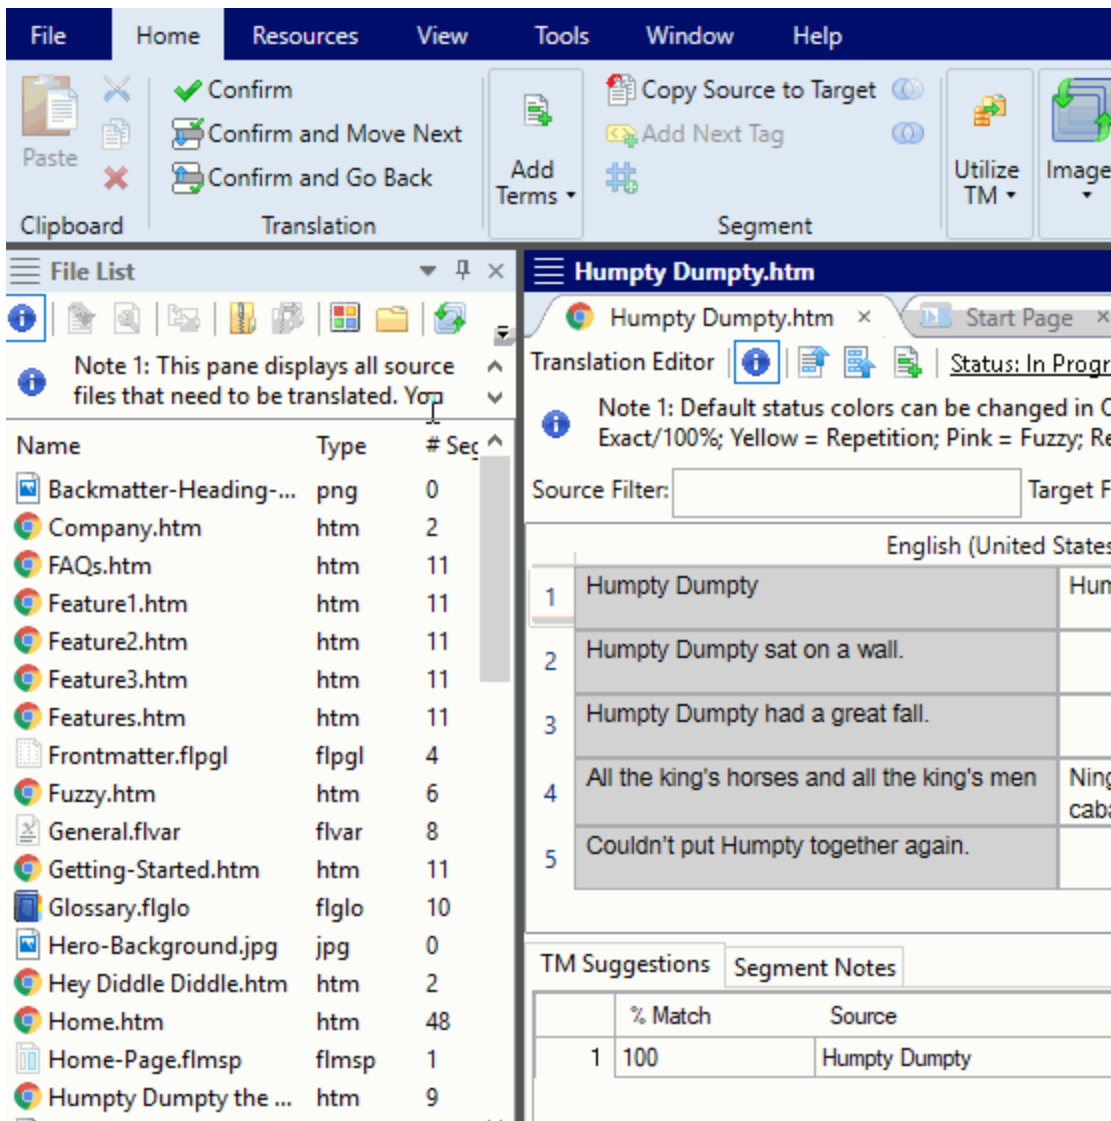 File Home Resources View Tools Window Help
Paste
Clipboard
Confirm
Confirm and Move Next
Confirm and Go Back
Translation
Add
Terms
Copy Source to Target
Add Next Tag
Segment
Utilize
TM
Image
File List
Note 1: This pane displays all source
files that need to be translated. You
Name Type # Seg
Backmatter-Heading-... png 0
Company.htm htm 2
FAQs.htm htm 11
Feature1.htm htm 11
Feature2.htm htm 11
Feature3.htm htm 11
Features.htm htm 11
Frontmatter.flpgl flpgl 4
Fuzzy.htm htm 6
General.flvar flvar 8
Getting-Started.htm htm 11
Glossary.flglo flglo 10
Hero-Background.jpg jpg 0
Hey Diddle Diddle.htm htm 2
Home.htm htm 48
Home-Page.flmsp flmsp 1
Humpty Dumpty the ... htm 9
Humpty Dumpty.htm
Humpty Dumpty.htm Start Page
Translation Editor Status: In Progr
Note 1: Default status colors can be changed in O
Exact/100%; Yellow = Repetition; Pink = Fuzzy; Re
Source Filter: Target F
English (United States
1 Humpty Dumpty Hum
2 Humpty Dumpty sat on a wall.
3 Humpty Dumpty had a great fall.
4 All the king's horses and all the king's men Ning
caba
5 Couldn't put Humpty together again.
TM Suggestions Segment Notes
% Match Source
1 100 Humpty Dumpty